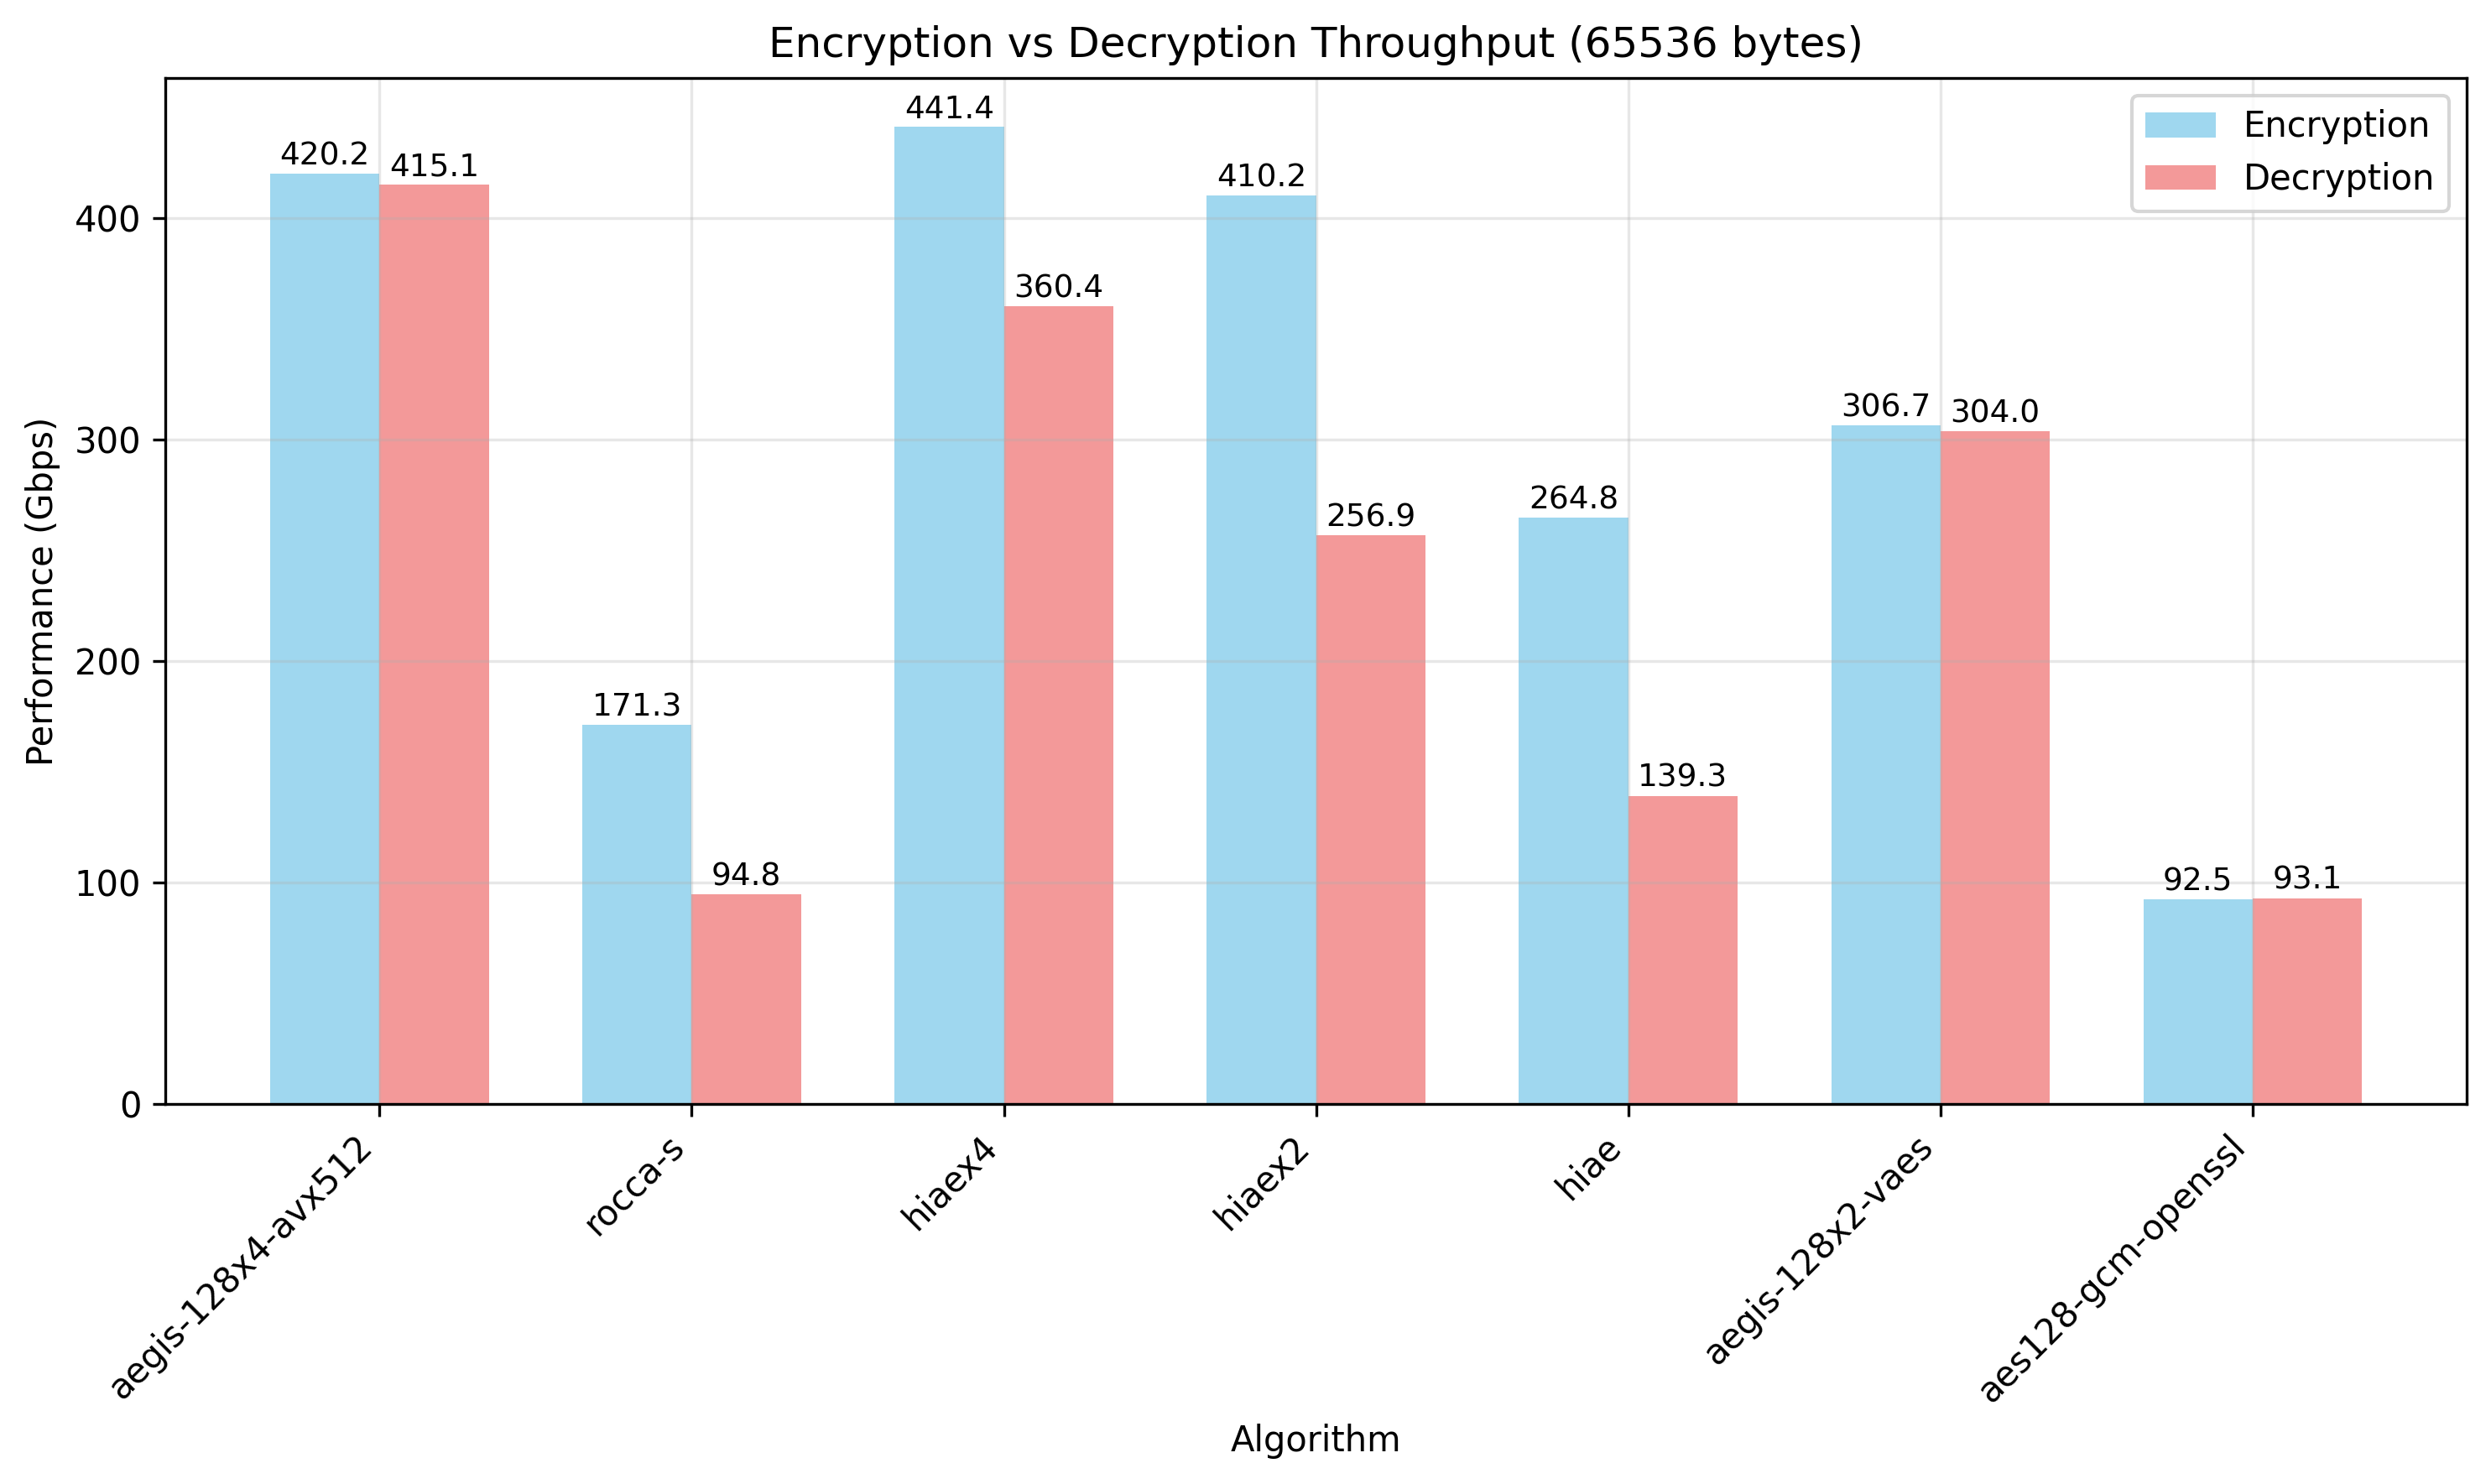 Encryption vs Decryption Throughput (65536 bytes)
Encryption
Decryption
Performance (Gbps)
400
300
200
100
0
420.2
415.1
171.3
94.8
441.4
360.4
410.2
256.9
264.8
139.3
306.7
304.0
92.5
93.1
aegis-128x4-avx512
rocca-s
hiaex4
hiaex2
hiae
aegis-128x2-vaes
aes128-gcm-openssl
Algorithm